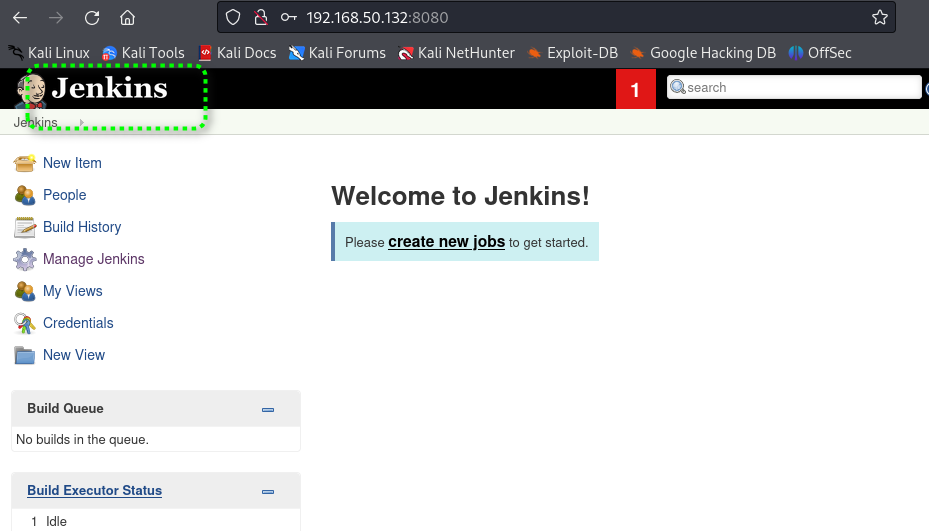 192.168.50.132:8080
Kali Linux Kali Tools Kali Docs Kali Forums Kali NetHunter Exploit-DB Google Hacking DB OffSec
Jenkins 1 search
Jenkins
New Item
People
Build History
Manage Jenkins
My Views
Credentials
New View
Welcome to Jenkins!
Please create new jobs to get started.
Build Queue
No builds in the queue.
Build Executor Status
1 Idle